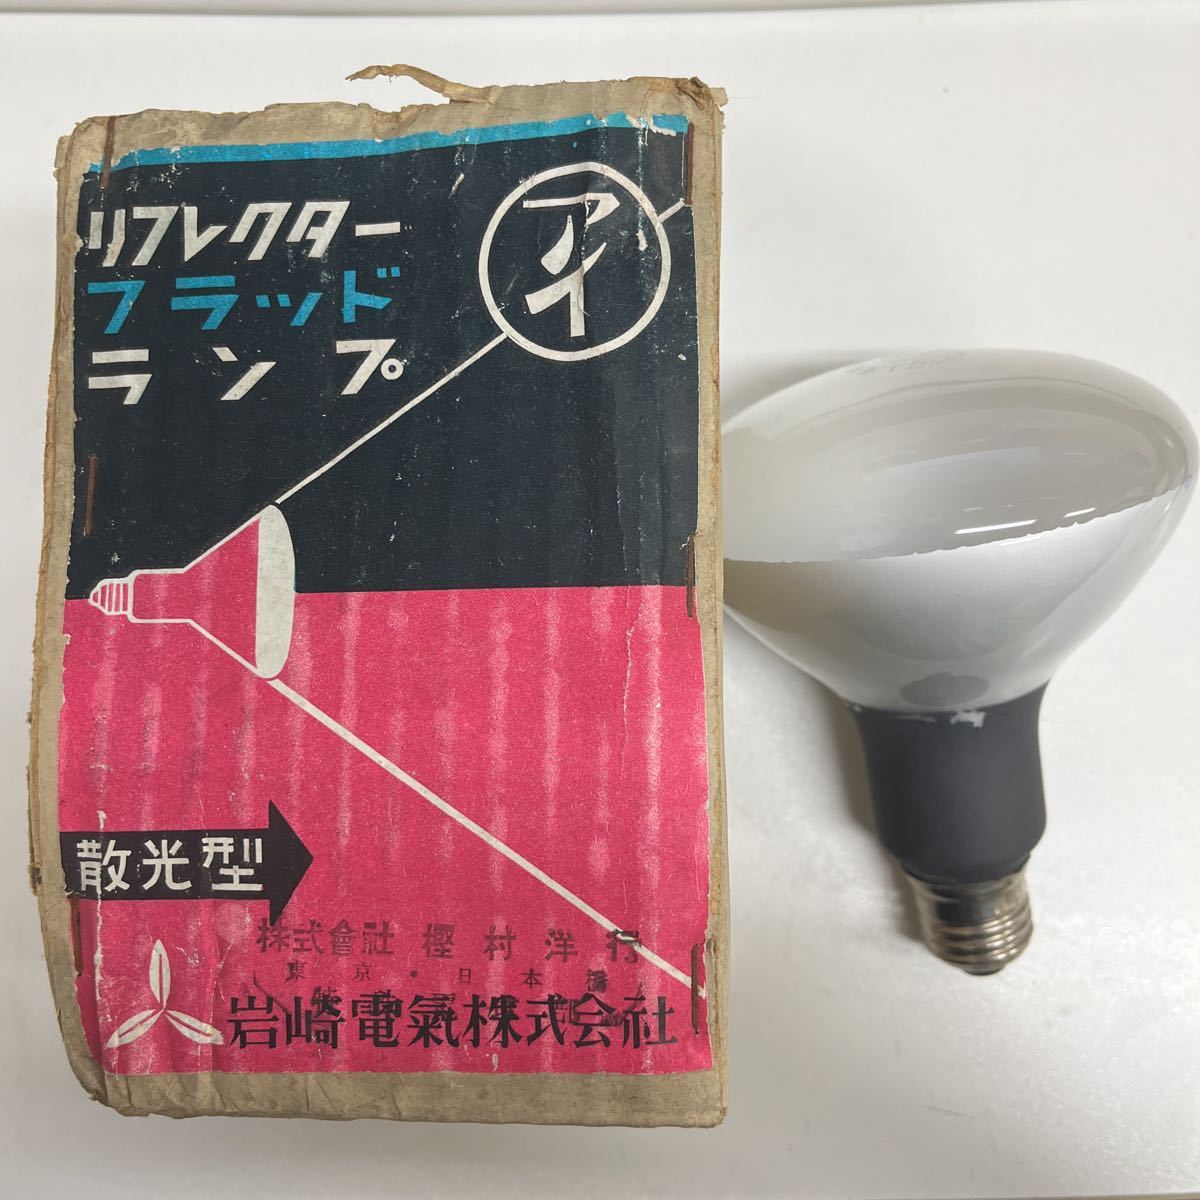 リフレクター
フラッド
ランプ
アイ
散光型
株式會社 樫村洋行
東京・日本橋
岩崎電氣株式会社